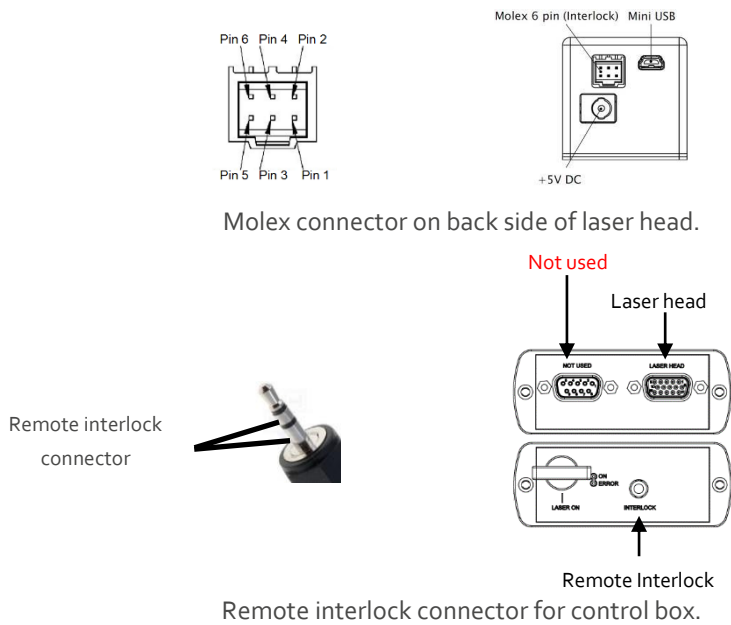 Molex 6 pin (Interlock) Mini USB
Pin 6 Pin 4 Pin 2
Pin 5 Pin 3 Pin 1
+5V DC
Molex connector on back side of laser head.
Not used
Laser head
NOT USED LASER HEAD
Remote interlock
connector
ON
ERROR
LASER ON INTERLOCK
Remote Interlock
Remote interlock connector for control box.